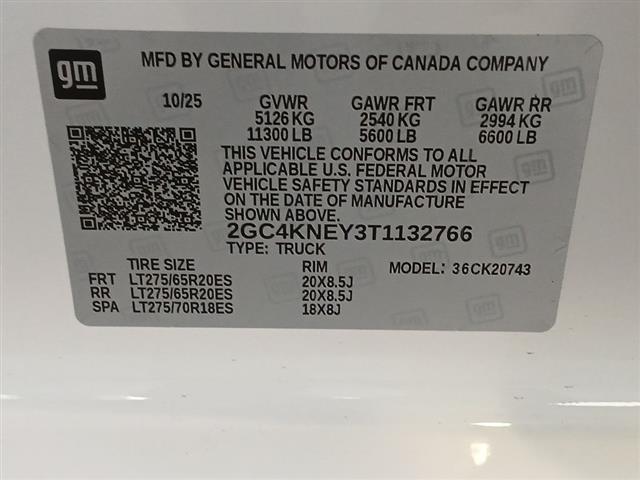 gm
MFD BY GENERAL MOTORS OF CANADA COMPANY
10/25 GVWR GAWR FRT GAWR RR
5126 KG 2540 KG 2994 KG
11300 LB 5600 LB 6600 LB
THIS VEHICLE CONFORMS TO ALL
APPLICABLE U.S. FEDERAL MOTOR
VEHICLE SAFETY STANDARDS IN EFFECT
ON THE DATE OF MANUFACTURE
SHOWN ABOVE.
2GC4KNEY3T1132766
TYPE: TRUCK
TIRE SIZE RIM MODEL: 36CK20743
FRT LT275/65R20ES 20X8.5J
RR LT275/65R20ES 20X8.5J
SPA LT275/70R18ES 18X8J